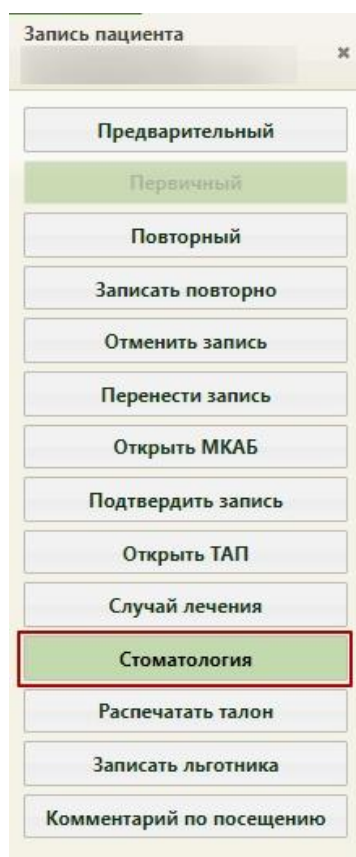 Запись пациента
Предварительный
Первичный
Повторный
Записать повторно
Отменить запись
Перенести запись
Открыть МКАБ
Подтвердить запись
Открыть ТАП
Случай лечения
Стоматология
Распечатать талон
Записать льготника
Комментарий по посещению